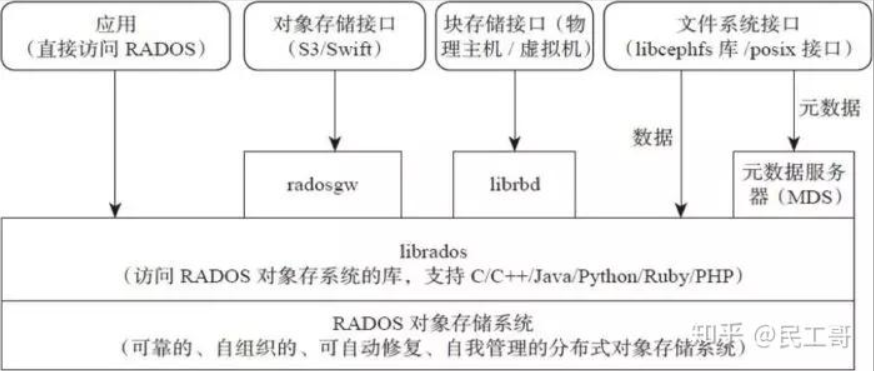 应用
（直接访问 RADOS）
对象存储接口
（S3/Swift）
块存储接口（物
理主机 / 虚拟机）
文件系统接口
（libcephfs 库 /posix 接口）
数据
元数据
radosgw
librbd
元数据服务
器（MDS）
librados
（访问 RADOS 对象存系统的库，支持 C/C++/Java/Python/Ruby/PHP）
RADOS 对象存储系统
（可靠的、自组织的、可自动修复、自我管理的分布式对象存储系统）
知乎 @民工哥